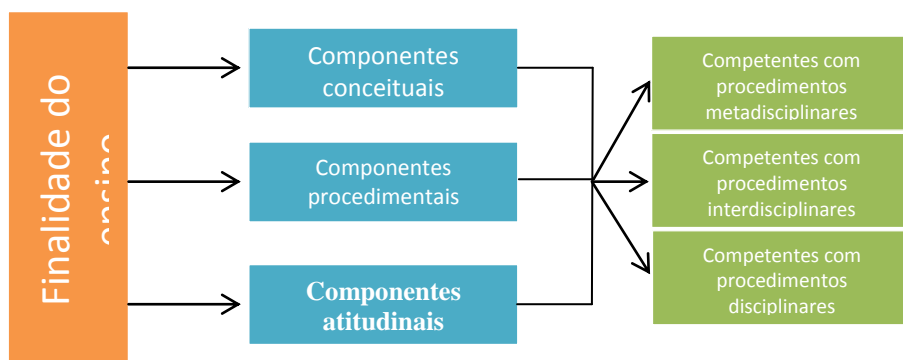 Finalidade do
ensino
Componentes
conceituais
Componentes
procedimentais
Componentes
atitudinais
Competentes com
procedimentos
metadisciplinares
Competentes com
procedimentos
interdisciplinares
Competentes com
procedimentos
disciplinares